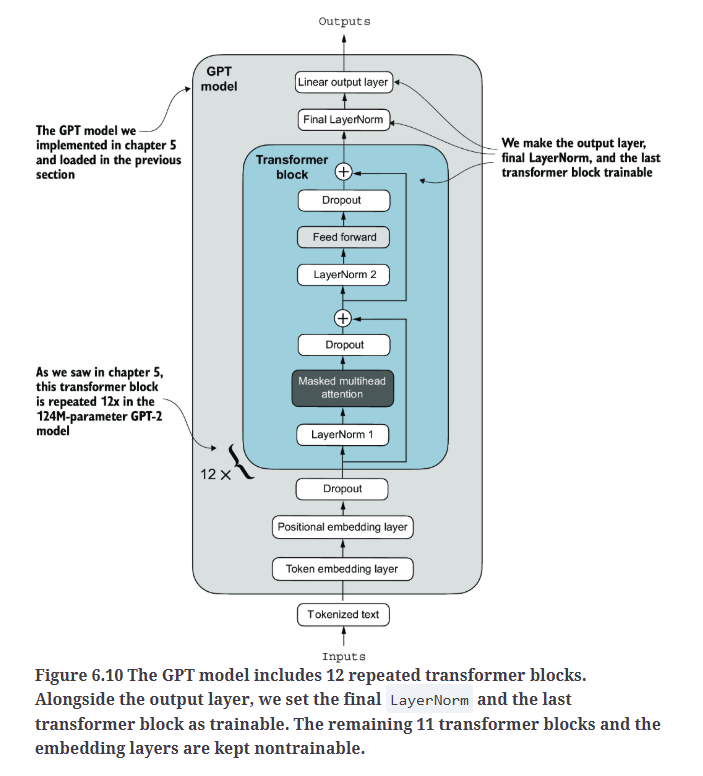 Outputs
GPT
model
Linear output layer
Final LayerNorm
The GPT model we
implemented in chapter 5
and loaded in the previous
section
We make the output layer,
final LayerNorm, and the last
transformer block trainable
Transformer
block
+
Dropout
Feed forward
LayerNorm 2
+
Dropout
Masked multihead
attention
LayerNorm 1
As we saw in chapter 5,
this transformer block
is repeated 12x in the
124M-parameter GPT-2
model
12 ×
Dropout
Positional embedding layer
Token embedding layer
Tokenized text
Inputs
Figure 6.10 The GPT model includes 12 repeated transformer blocks.
Alongside the output layer, we set the final LayerNorm and the last
transformer block as trainable. The remaining 11 transformer blocks and the
embedding layers are kept nontrainable.